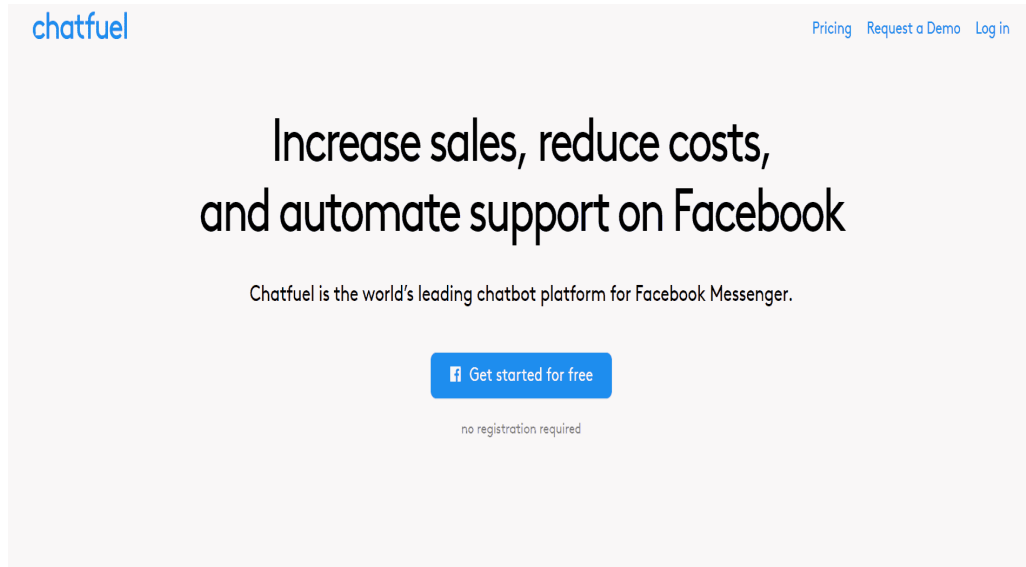 chatfuel
Pricing Request a Demo Log in
Increase sales, reduce costs,
and automate support on Facebook
Chatfuel is the world’s leading chatbot platform for Facebook Messenger.
Get started for free
no registration required